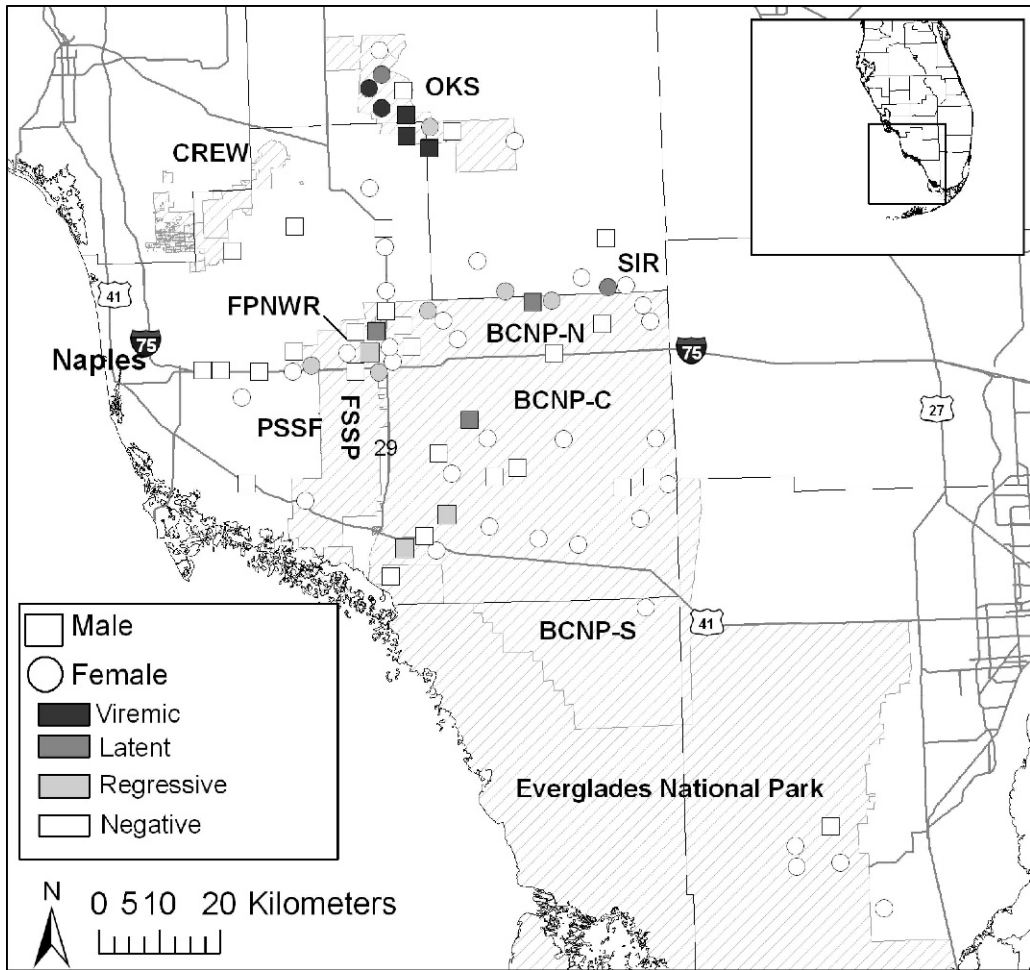 OKS
CREW
SIR
41
FPNWR
BCNP-N
75
75
Naples
BCNP-C
27
PSSF
FSSP
29
41
BCNP-S
Male
Female
Viremic
Latent
Regressive
Negative
Everglades National Park
N
0 5 10 20 Kilometers